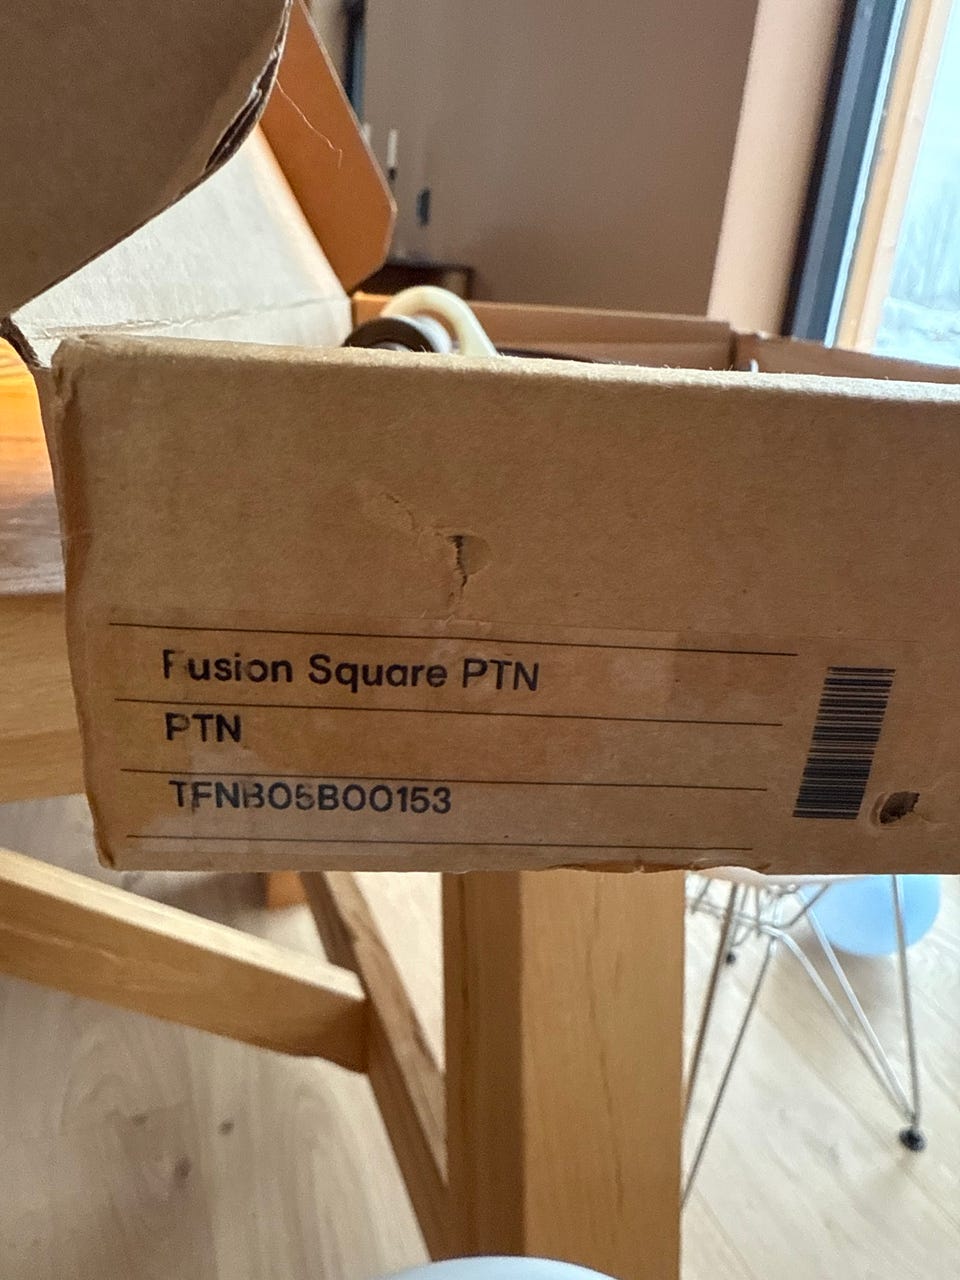 Fusion Square PTN
PTN
TFNB05B00153